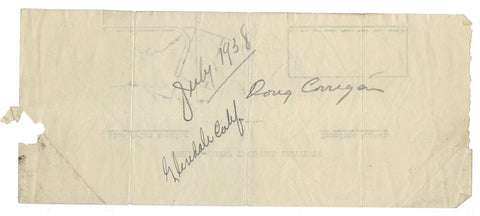 July. 1938
Doug Corrigan
Glendale Calif.